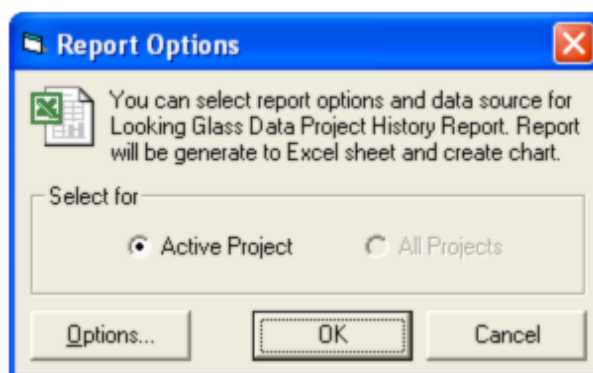 Report Options
You can select report options and data source for
Looking Glass Data Project History Report. Report
will be generate to Excel sheet and create chart.
Select for
Active Project All Projects
Options... OK Cancel